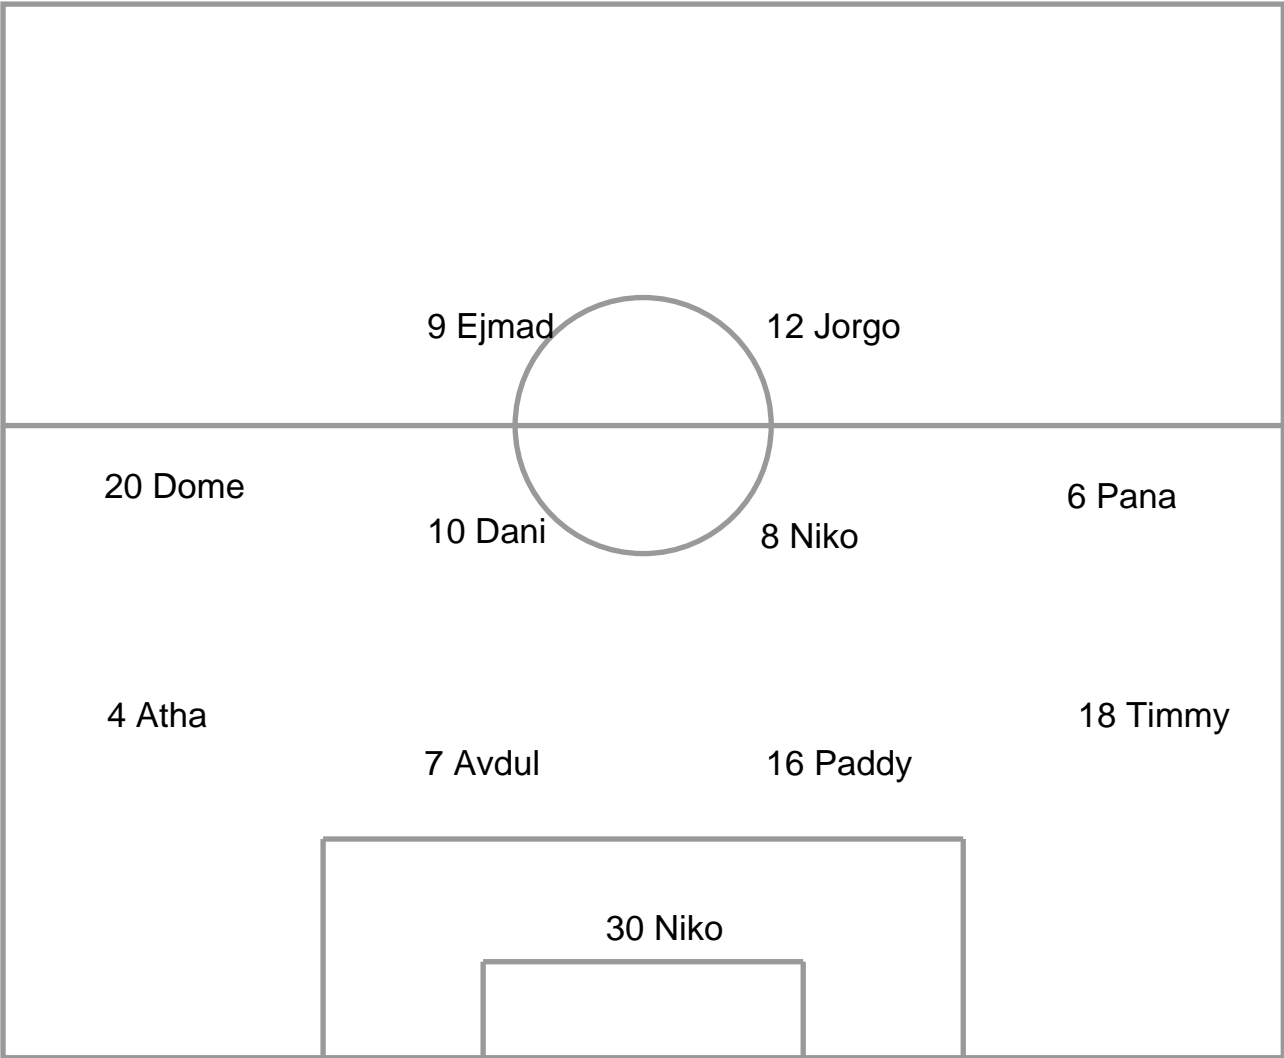 9 Ejmad
12 Jorgo
20 Dome
6 Pana
10 Dani
8 Niko
4 Atha
18 Timmy
7 Avdul
16 Paddy
30 Niko